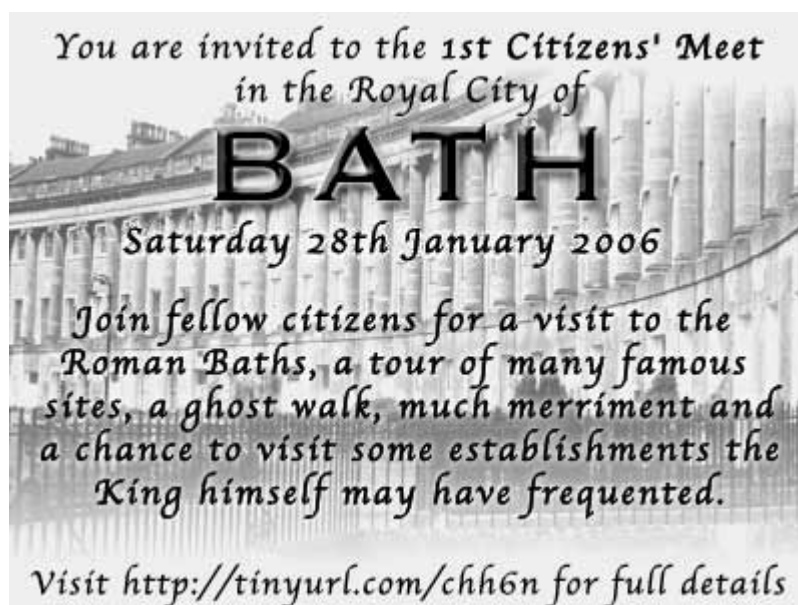 You are invited to the 1st Citizens' Meet
in the Royal City of
BATH
Saturday 28th January 2006
Join fellow citizens for a visit to the
Roman Baths, a tour of many famous
sites, a ghost walk, much merriment and
a chance to visit some establishments the
King himself may have frequented.
Visit http://tinyurl.com/chh6n for full details